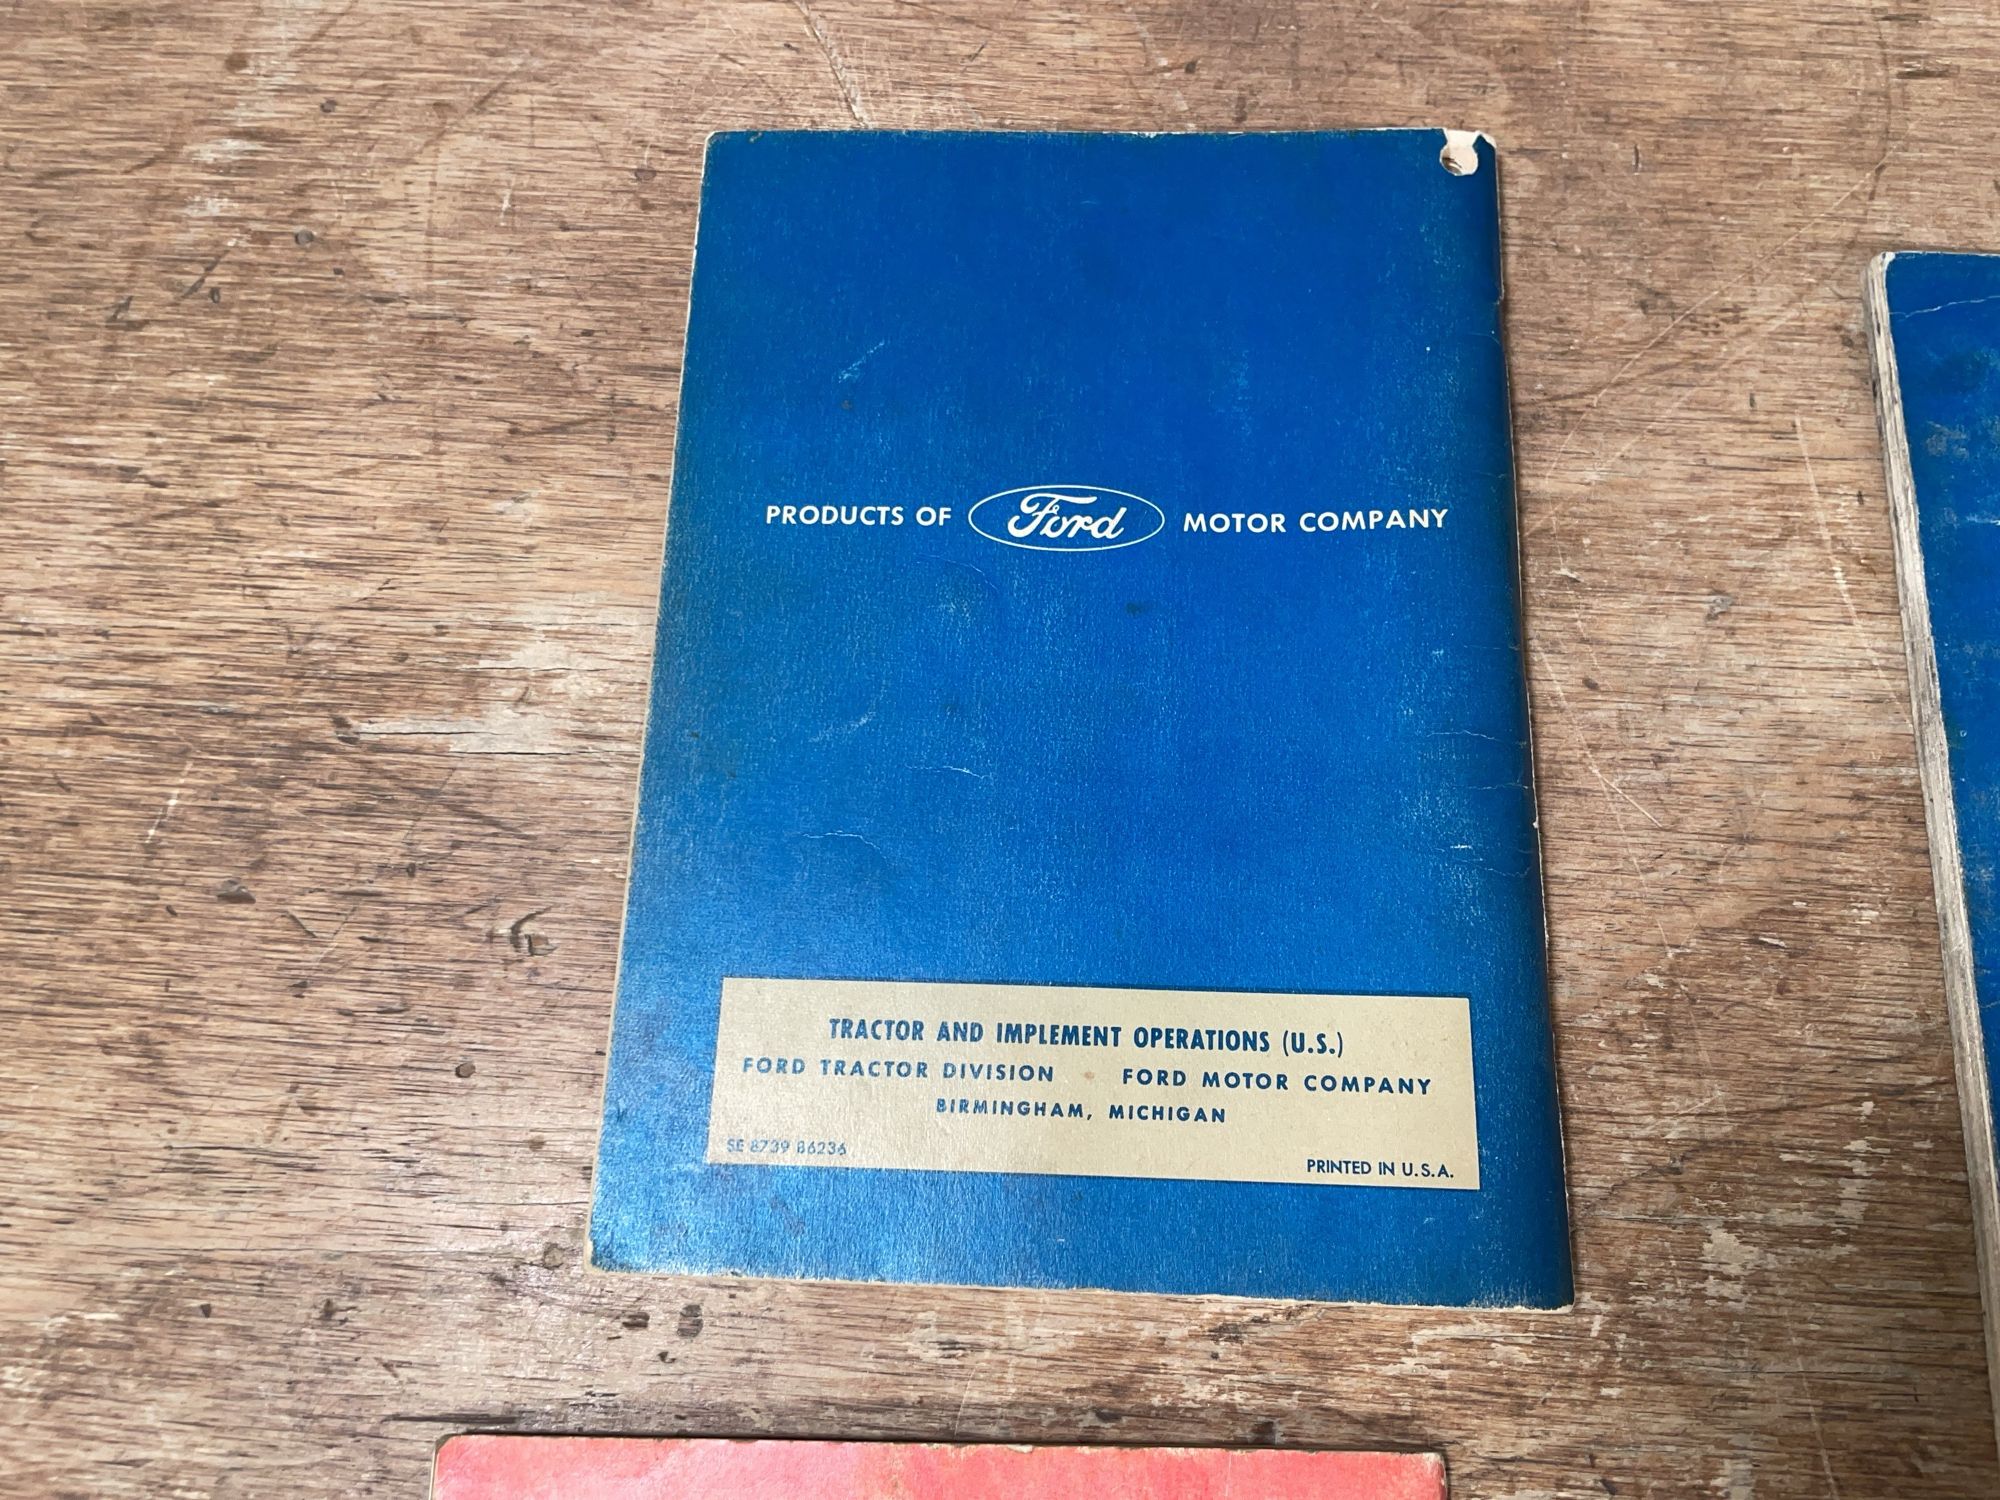 PRODUCTS OF Ford MOTOR COMPANY
TRACTOR AND IMPLEMENT OPERATIONS (U.S.)
FORD TRACTOR DIVISION FORD MOTOR COMPANY
BIRMINGHAM, MICHIGAN
SE 8739 86236
PRINTED IN U.S.A.